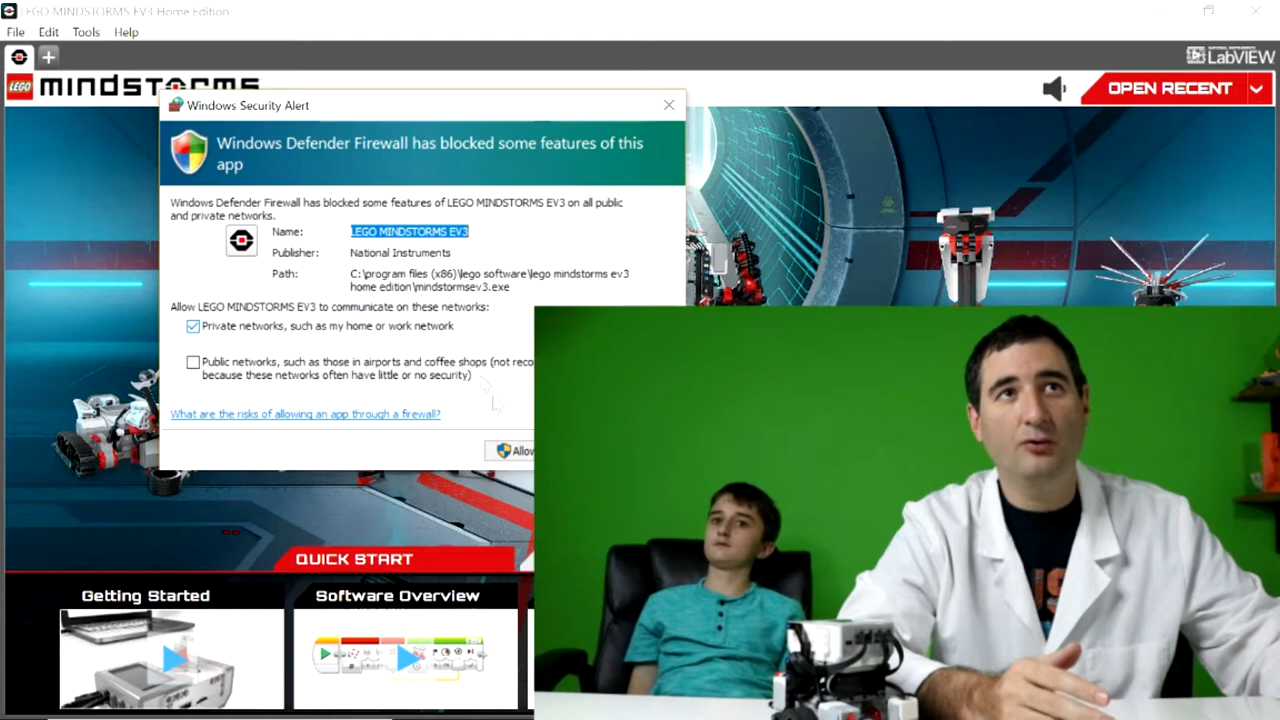 LEGO MINDSTORMS EV3 Home Edition
File Edit Tools Help
LabVIEW
LEGO mindstorms
OPEN RECENT
Windows Security Alert
Windows Defender Firewall has blocked some features of this
app
Windows Defender Firewall has blocked some features of LEGO MINDSTORMS EV3 on all public
and private networks.
Name: LEGO MINDSTORMS EV3
Publisher: National Instruments
Path: C:\program files (x86)\lego software\lego mindstorms ev3
home edition\mindstormsev3.exe
Allow LEGO MINDSTORMS EV3 to communicate on these networks:
Private networks, such as my home or work network
Public networks, such as those in airports and coffee shops (not reco
because these networks often have little or no security)
What are the risks of allowing an app through a firewall?
Allow
QUICK START
Getting Started
Software Overview